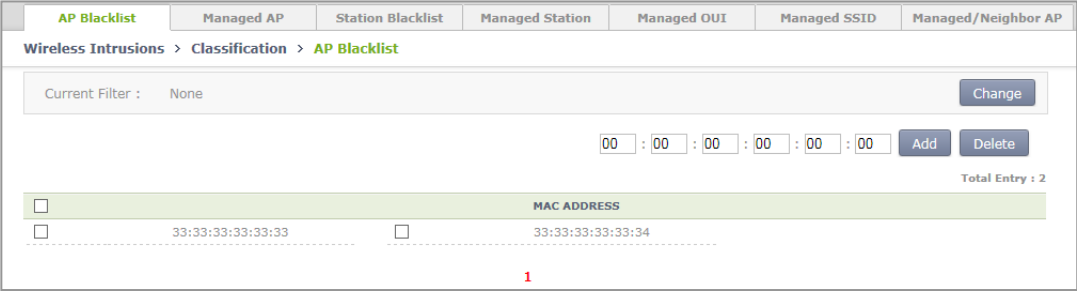 AP Blacklist Managed AP Station Blacklist Managed Station Managed OUI Managed SSID Managed/Neighbor AP
Wireless Intrusions > Classification > AP Blacklist
Current Filter : None Change
00 : 00 : 00 : 00 : 00 : 00 Add Delete
Total Entry : 2
MAC ADDRESS
33:33:33:33:33:33 33:33:33:33:33:34
1